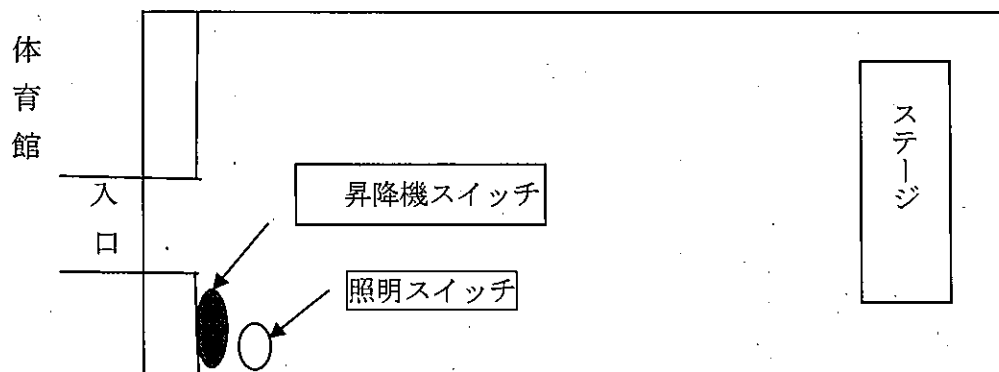 体育館
入口
昇降機スイッチ
照明スイッチ
ステージ